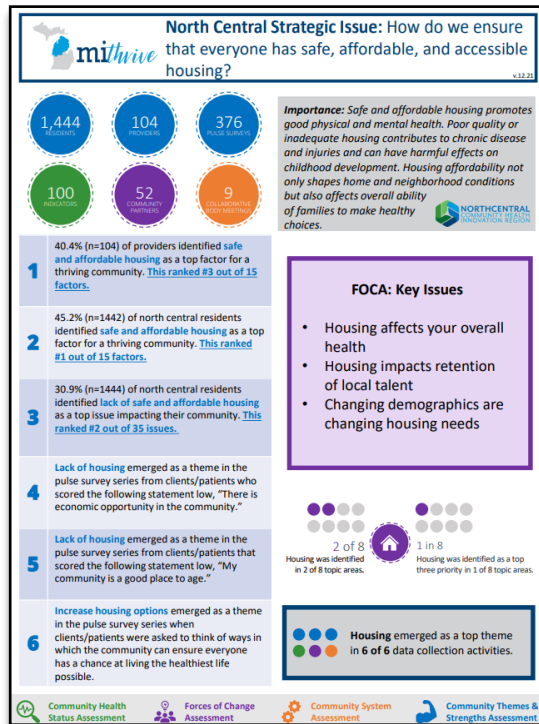 mithrive
North Central Strategic Issue: How do we ensure
that everyone has safe, affordable, and accessible
housing?
v.12.21
1,444
RESIDENTS
104
PROVIDERS
376
PULSE SURVEYS
100
INDICATORS
52
COMMUNITY
PARTNERS
9
COLLABORATIVE
BODY MEETINGS
Importance: Safe and affordable housing promotes
good physical and mental health. Poor quality or
inadequate housing contributes to chronic disease
and injuries and can have harmful effects on
childhood development. Housing affordability not
only shapes home and neighborhood conditions
but also affects overall ability
of families to make healthy
choices.
NORTHCENTRAL
COMMUNITY HEALTH
INNOVATION REGION
1
40.4% (n=104) of providers identified safe
and affordable housing as a top factor for a
thriving community. This ranked #3 out of 15
factors.
2
45.2% (n=1442) of north central residents
identified safe and affordable housing as a top
factor for a thriving community. This ranked
#1 out of 15 factors.
3
30.9% (n=1444) of north central residents
identified lack of safe and affordable housing
as a top issue impacting their community. This
ranked #2 out of 35 issues.
4
Lack of housing emerged as a theme in the
pulse survey series from clients/patients who
scored the following statement low, "There is
economic opportunity in the community."
5
Lack of housing emerged as a theme in the
pulse survey series from clients/patients that
scored the following statement low, "My
community is a good place to age."
6
Increase housing options emerged as a theme
in the pulse survey series when
clients/patients were asked to think of ways in
which the community can ensure everyone
has a chance at living the healthiest life
possible.
FOCA: Key Issues
• Housing affects your overall
health
• Housing impacts retention
of local talent
• Changing demographics are
changing housing needs
2 of 8
Housing was identified
in 2 of 8 topic areas.
1 in 8
Housing was identified as a top
three priority in 1 of 8 topic areas.
Housing emerged as a top theme
in 6 of 6 data collection activities.
Community Health
Status Assessment
Forces of Change
Assessment
Community System
Assessment
Community Themes &
Strengths Assessment